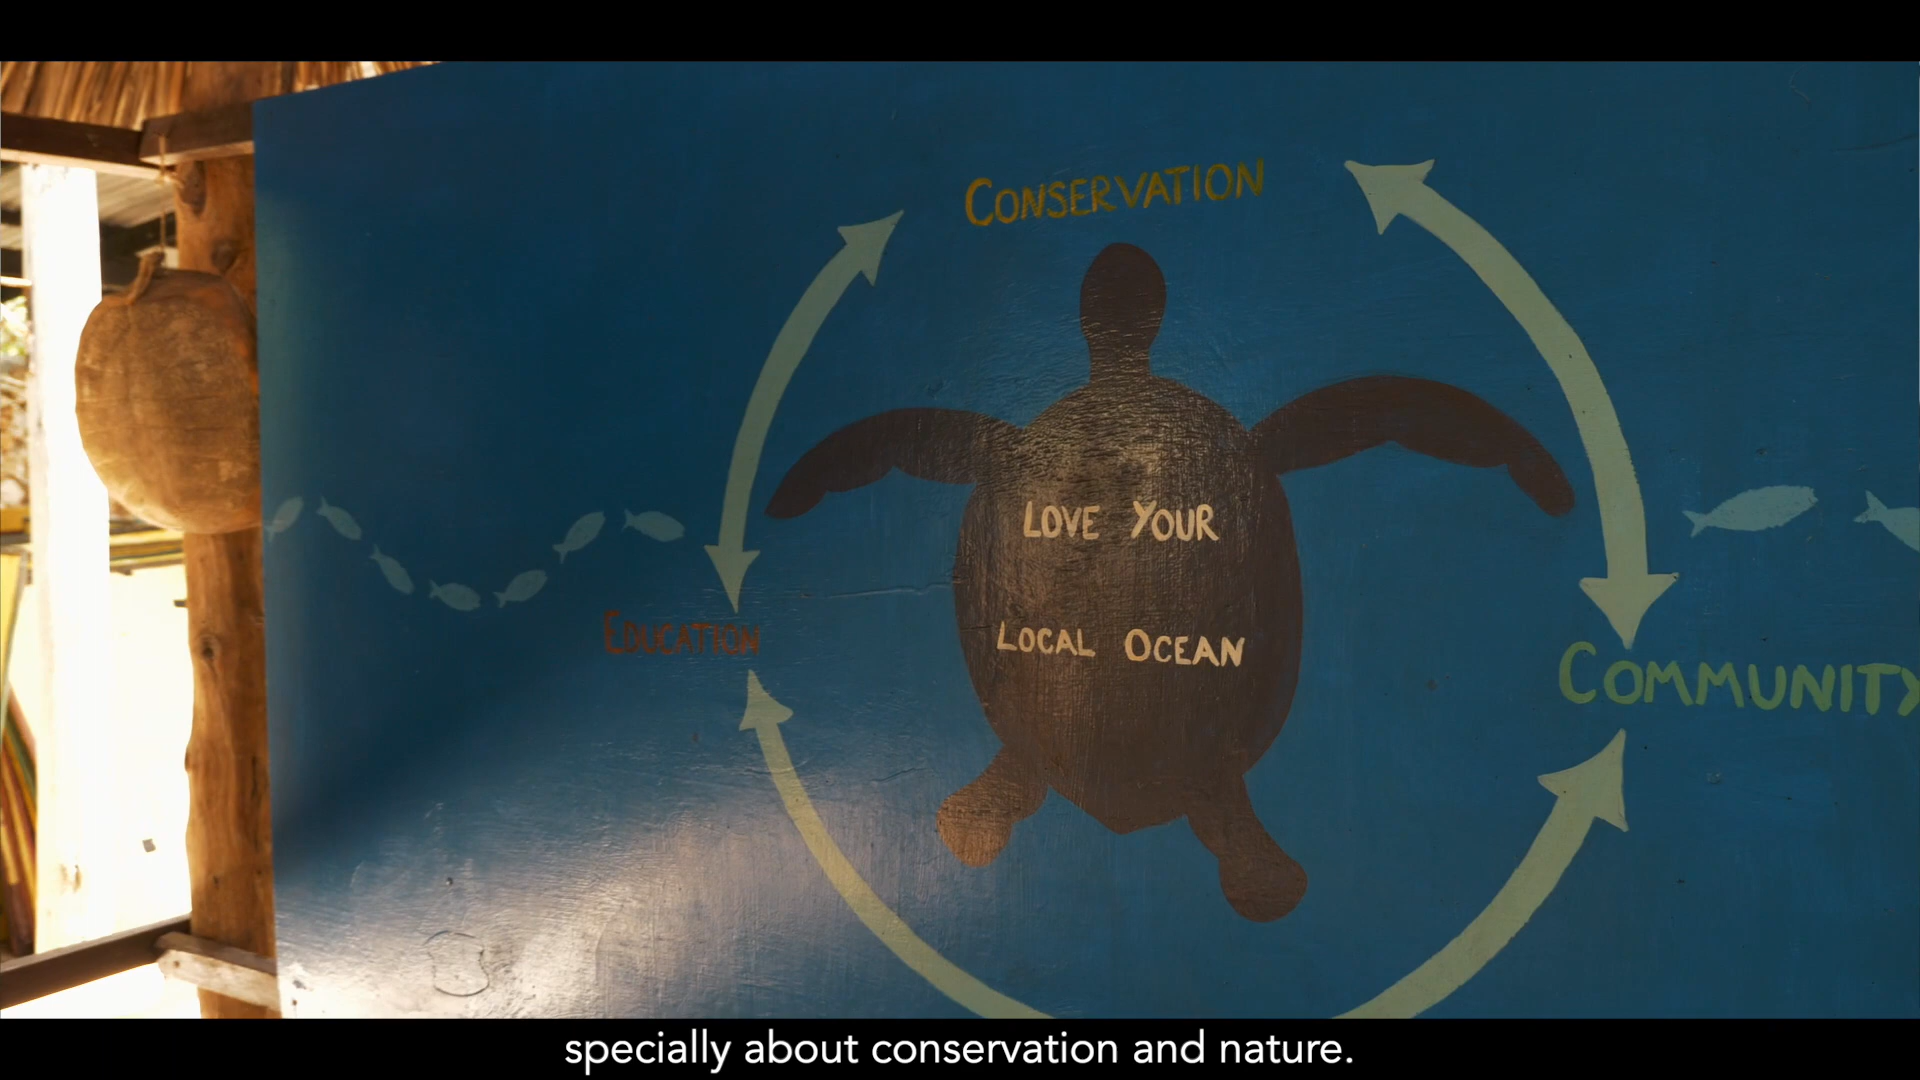 CONSERVATION
LOVE YOUR
LOCAL OCEAN
EDUCATION
COMMUNITY
specially about conservation and nature.